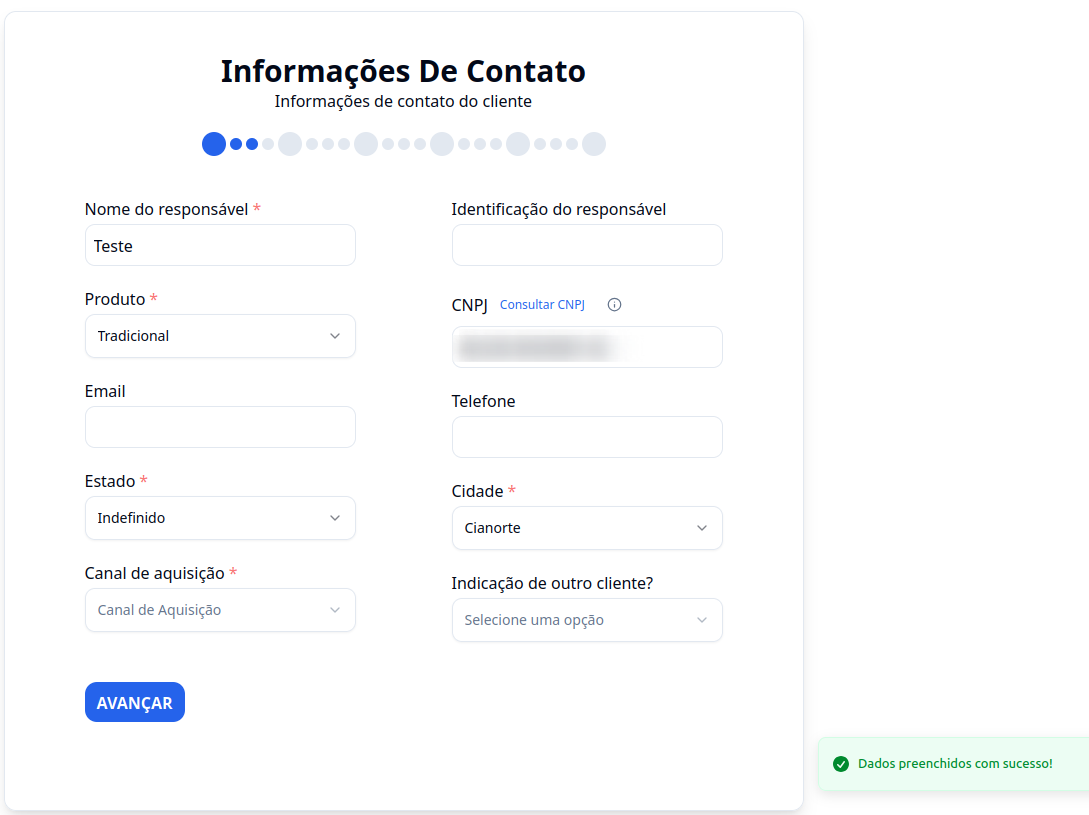 Informações De Contato
Informações de contato do cliente
Nome do responsável *
Teste
Identificação do responsável
Produto *
Tradicional
CNPJ Consultar CNPJ
Email
Telefone
Estado *
Indefinido
Cidade *
Cianorte
Canal de aquisição *
Canal de Aquisição
Indicação de outro cliente?
Selecione uma opção
AVANÇAR
Dados preenchidos com sucesso!